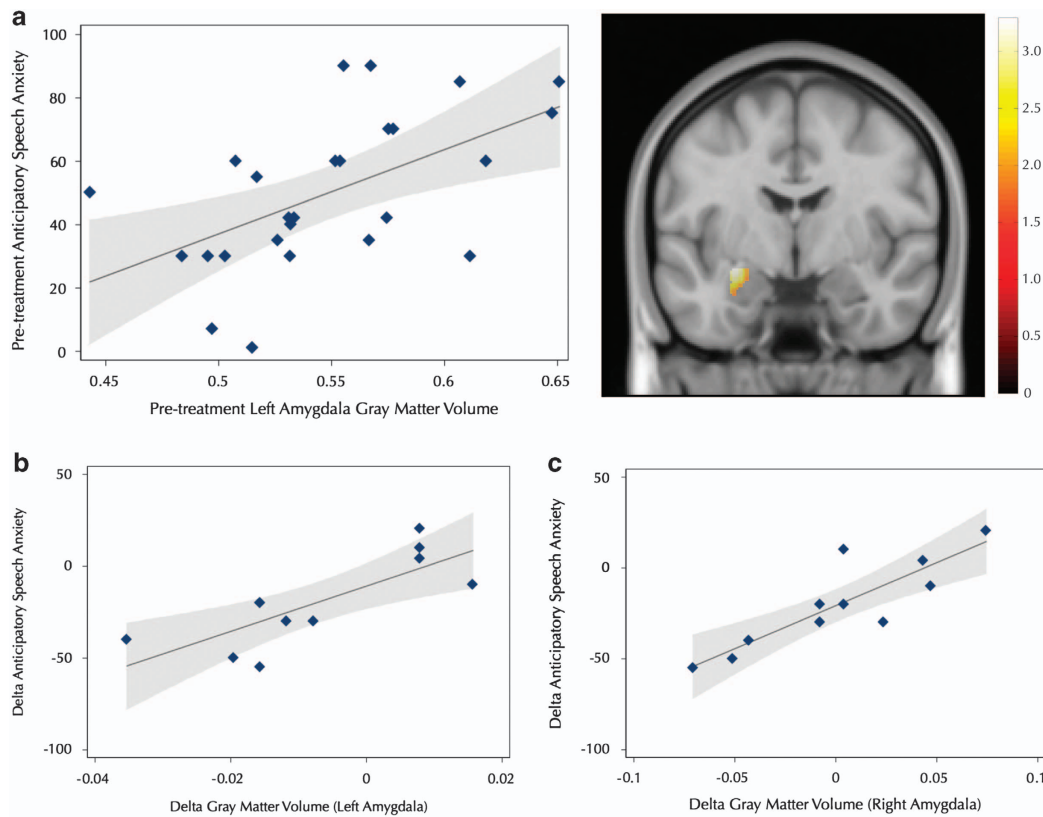 a
100
80
60
40
20
0
Pre-treatment Anticipatory Speech Anxiety
0.45 0.5 0.55 0.6 0.65
Pre-treatment Left Amygdala Gray Matter Volume
3.0
2.5
2.0
1.5
1.0
0.5
0
b
50
0
-50
-100
Delta Anticipatory Speech Anxiety
-0.04 -0.02 0 0.02
Delta Gray Matter Volume (Left Amygdala)
c
50
0
-50
-100
Delta Anticipatory Speech Anxiety
-0.1 -0.05 0 0.05 0.1
Delta Gray Matter Volume (Right Amygdala)